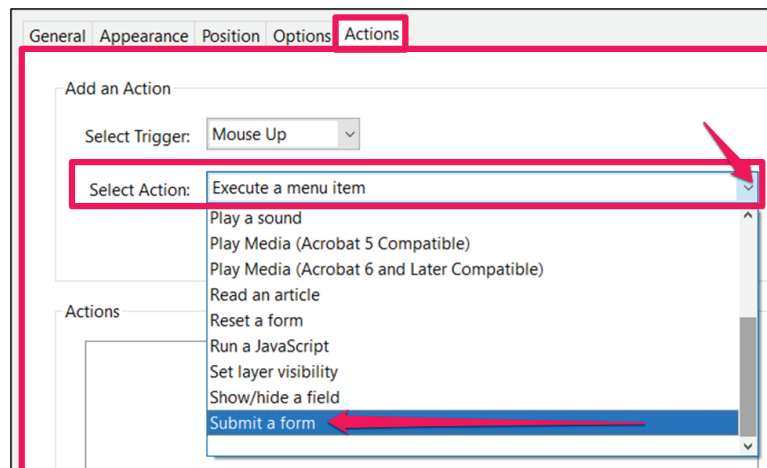 General Appearance Position Options Actions
Add an Action
Select Trigger: Mouse Up
Select Action: Execute a menu item
Play a sound
Play Media (Acrobat 5 Compatible)
Play Media (Acrobat 6 and Later Compatible)
Read an article
Reset a form
Actions
Run a JavaScript
Set layer visibility
Show/hide a field
Submit a form